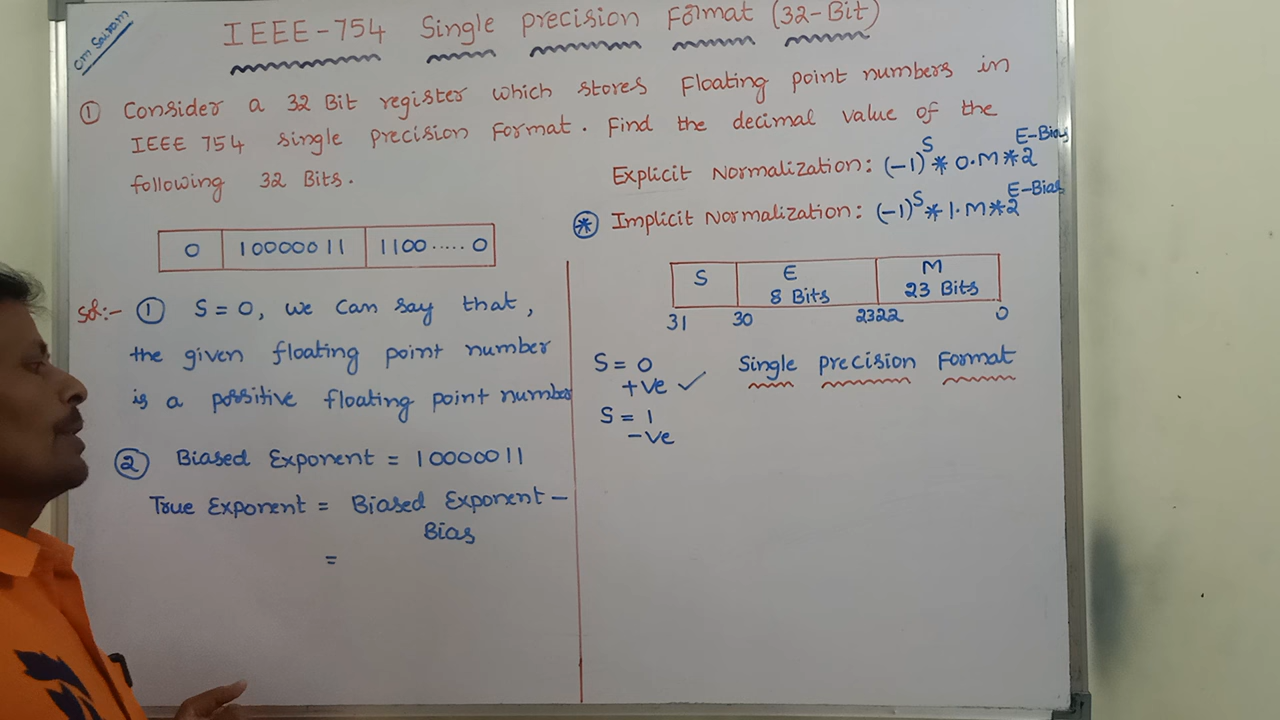 Om Sairam
IEEE-754 Single precision Format (32-Bit)
① Consider a 32 Bit register which stores Floating point numbers in
IEEE 754 single precision Format. Find the decimal value of the
following 32 Bits.
Explicit Normalization: (-1)^S * 0.M * 2^E-Bias
⊛ Implicit Normalization: (-1)^S * 1.M * 2^E-Bias
0 10000011 1100.....0
S E M
8 Bits 23 Bits
31 30 23 22 0
Sol:- ① S=0, we can say that,
the given floating point number
is a possitive floating point number
② Biased Exponent = 10000011
True Exponent = Biased Exponent -
Bias
=
S = 0
+ve ✓
S = 1
-ve
Single Precision Format